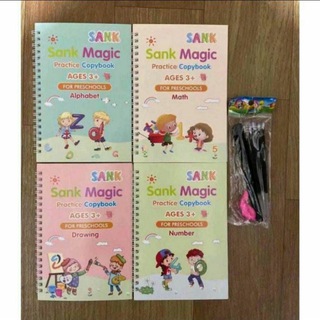 SANK
Sank Magic
Practice Copybook
AGES 3+
FOR PRESCHOOLS
Alphabet
SANK
Sank Magic
Practice Copybook
AGES 3+
FOR PRESCHOOLS
Math
5
SANK
Sank Magic
Practice Copybook
AGES 3+
FOR PRESCHOOLS
Drawing
2
SANK
Sank Magic
Practice Copybook
AGES 3+
FOR PRESCHOOLS
Number